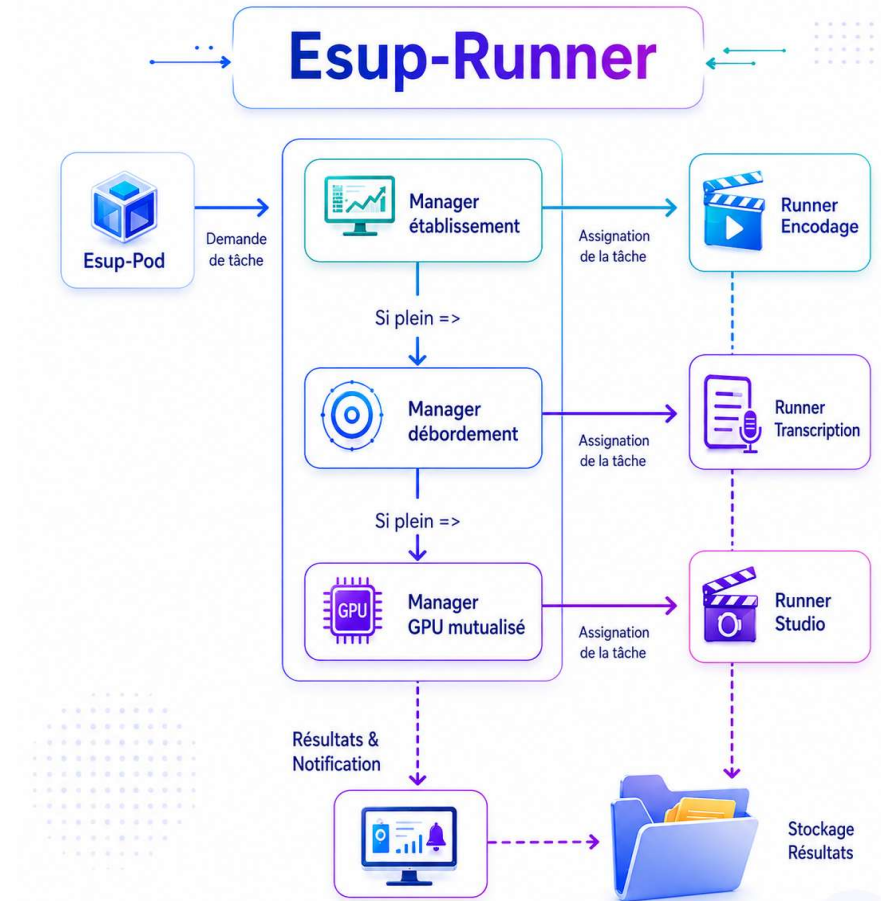 Esup-Runner
Esup-Pod
Demande
de tâche
Manager
établissement
Assignation
de la tâche
Runner
Encodage
Si plein =>
Manager
débordement
Assignation
de la tâche
Runner
Transcription
Si plein =>
GPU
Manager
GPU mutualisé
Assignation
de la tâche
Runner
Studio
Résultats &
Notification
Stockage
Résultats